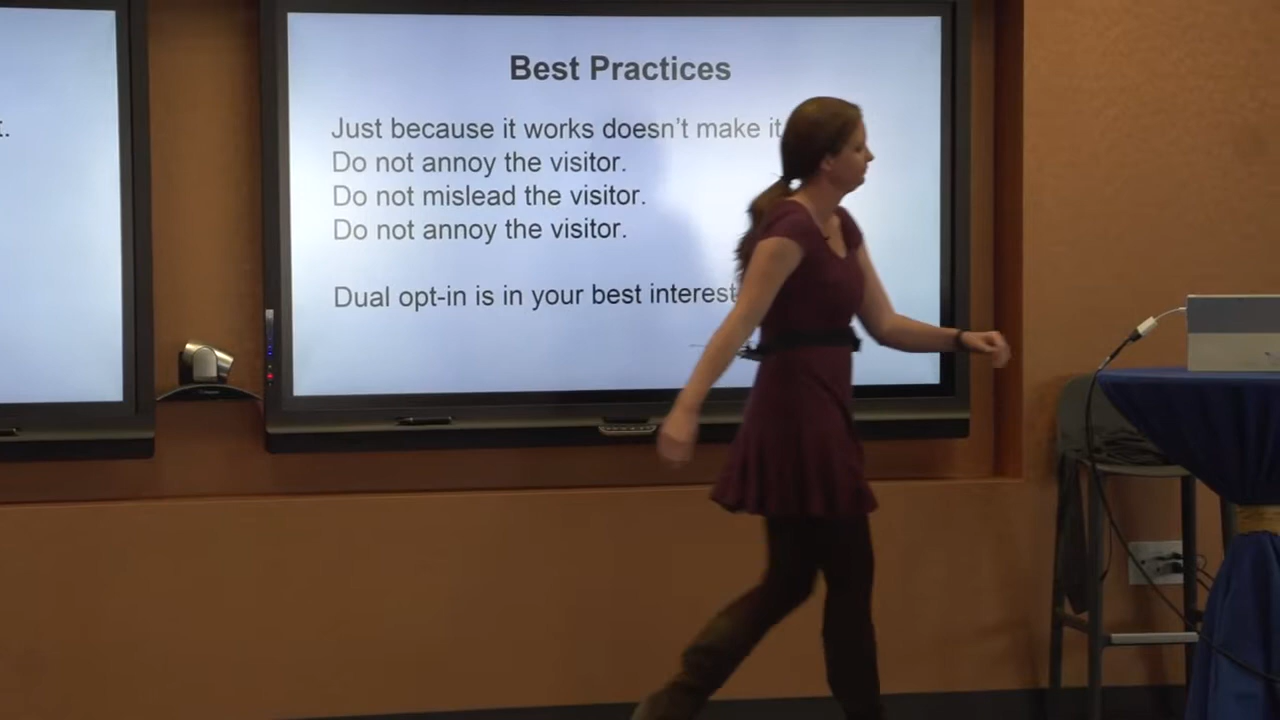 Best Practices
Just because it works doesn't make it
Do not annoy the visitor.
Do not mislead the visitor.
Do not annoy the visitor.
Dual opt-in is in your best interest